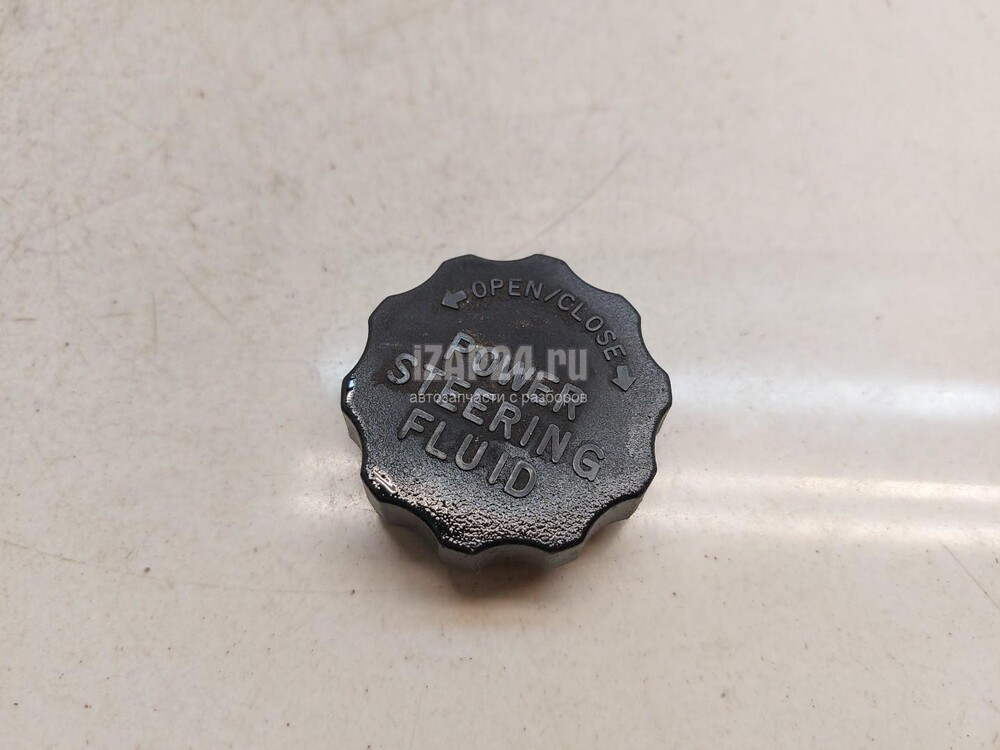 ← OPEN/CLOSE →
POWER
STEERING
FLUID
iZAP24.ru
автозапчасти с разборов